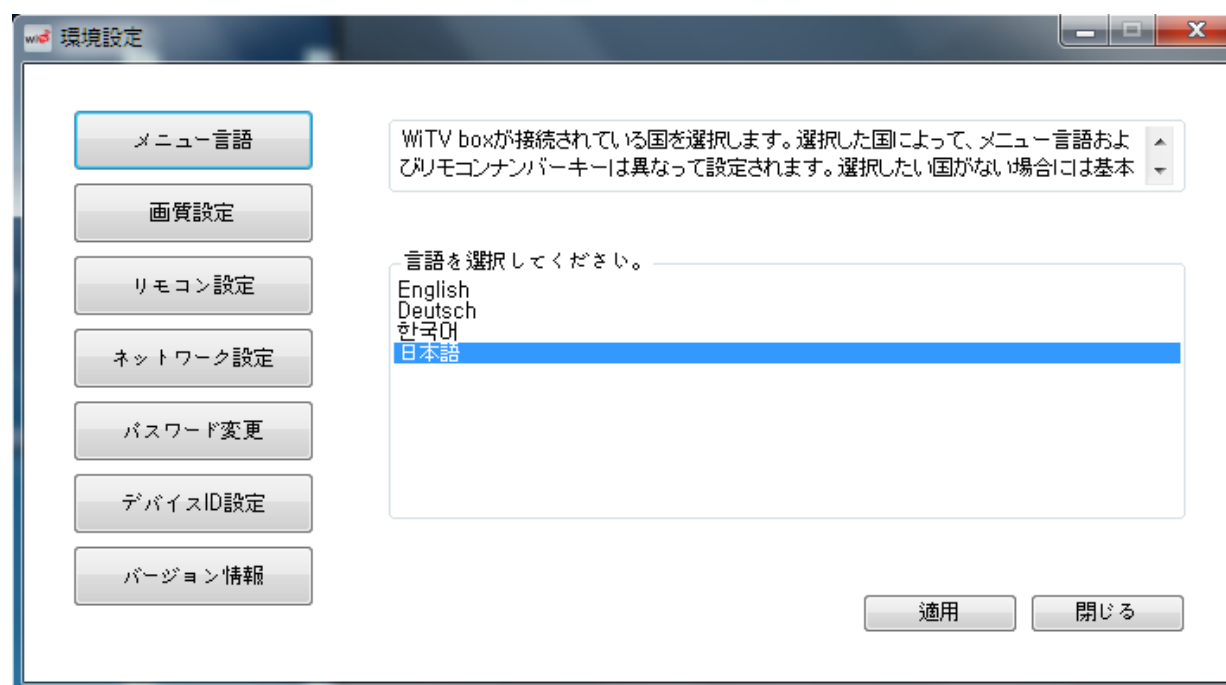 wi
環境設定
メニュー言語
画質設定
リモコン設定
ネットワーク設定
パスワード変更
デバイスID設定
バージョン情報
WiTV boxが接続されている国を選択します。選択した国によって、メニュー言語およ
びリモコンナンバーキーは異なって設定されます。選択したい国がない場合には基本
言語を選択してください。
English
Deutsch
한국어
日本語
適用
閉じる